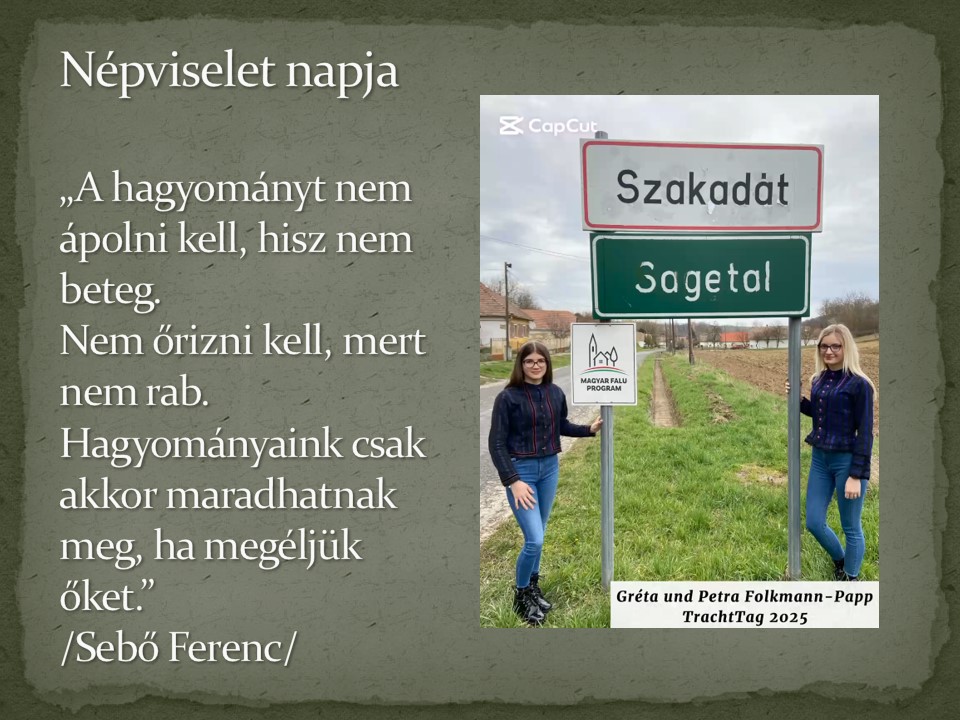 Népviselet napja
„A hagyományt nem
ápolni kell, hisz nem
beteg.
Nem őrizni kell, mert
nem rab.
Hagyományaink csak
akkor maradhatnak
meg, ha megéljük
őket.”
/Sebő Ferenc/
CapCut
Szakadát
Sagetal
MAGYAR FALU
PROGRAM
Gréta und Petra Folkmann-Papp
TrachtTag 2025